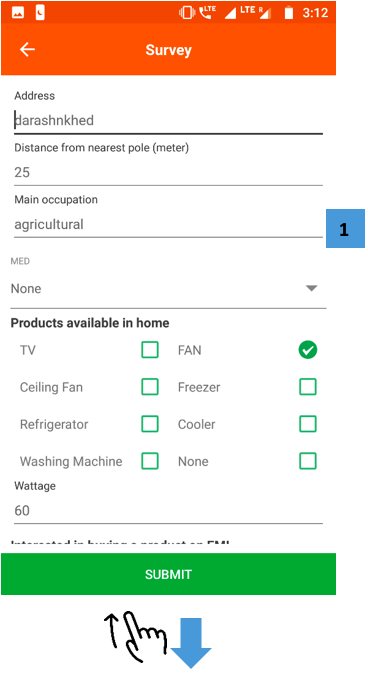 LTE LTE R 3:12
Survey
Address
darashnkhed
Distance from nearest pole (meter)
25
Main occupation
agricultural
1
MED
None
Products available in home
TV FAN
Ceiling Fan Freezer
Refrigerator Cooler
Washing Machine None
Wattage
60
Interested in buying a product on EMI
SUBMIT